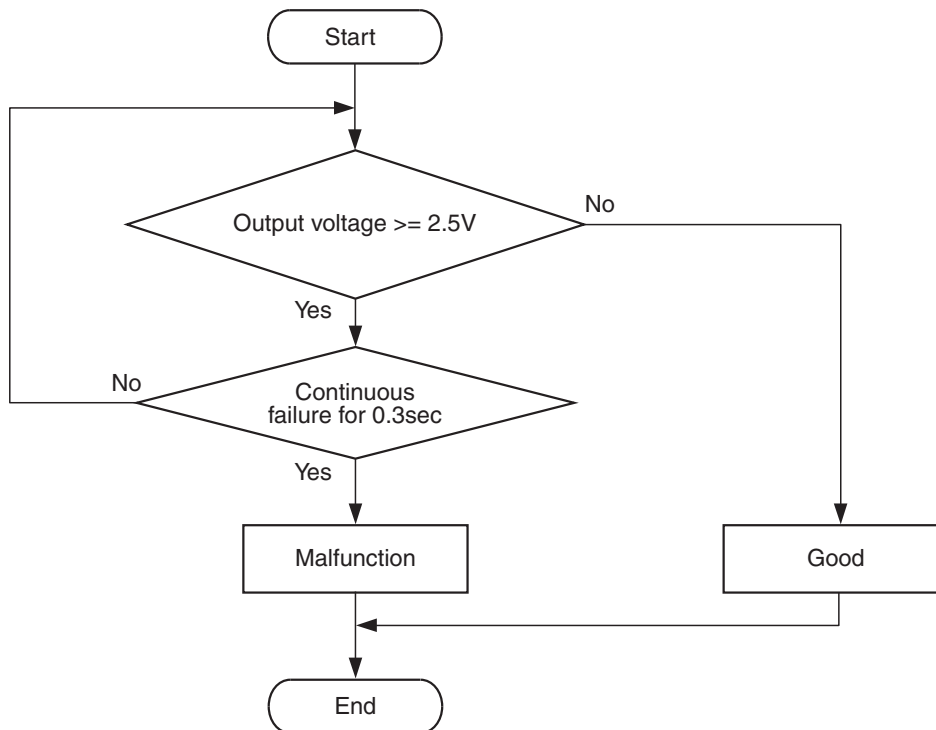 Start
Output voltage >= 2.5V
No
Yes
No
Continuous
failure for 0.3sec
Yes
Malfunction
Good
End